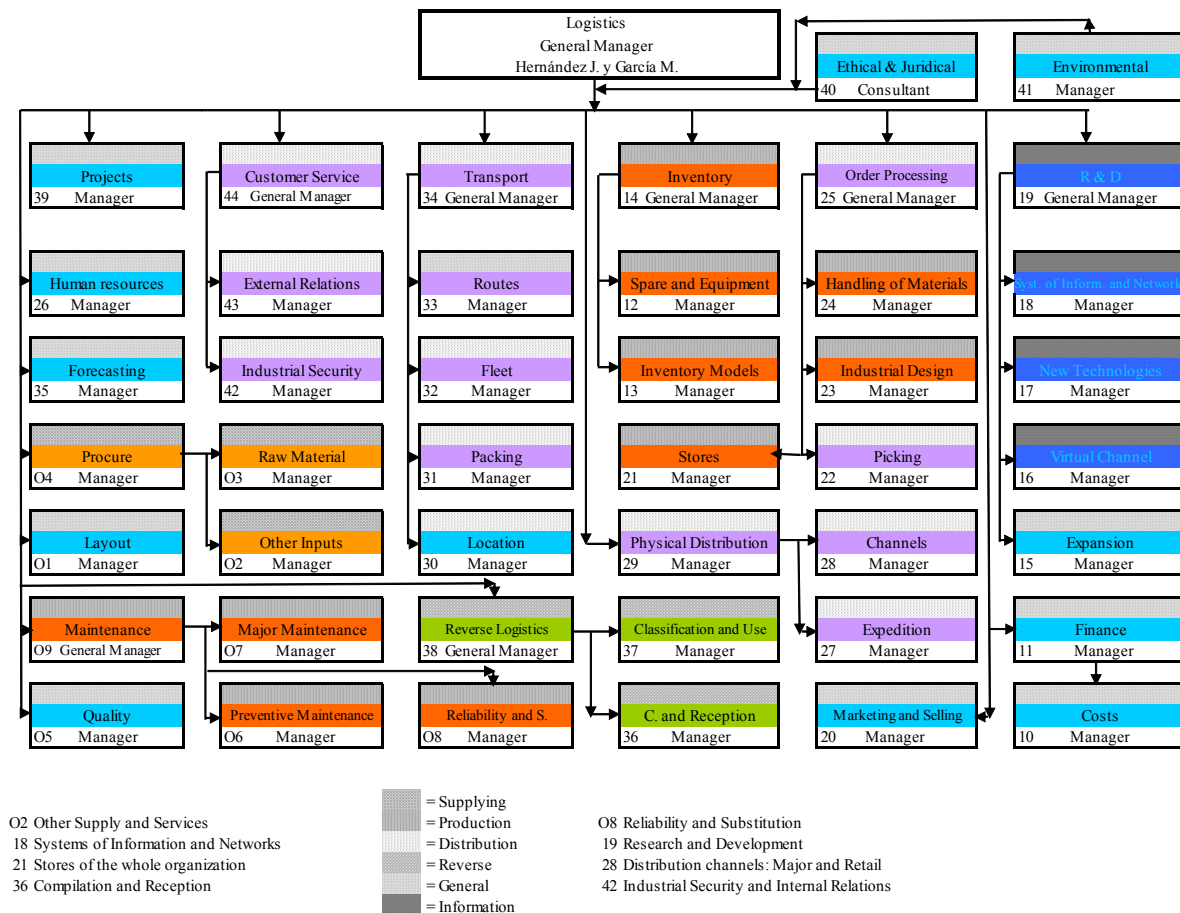 Logistics
General Manager
Hernández J. y García M.
Ethical & Juridical
40 Consultant
Environmental
41 Manager
Projects
39 Manager
Customer Service
44 General Manager
Transport
34 General Manager
Inventory
14 General Manager
Order Processing
25 General Manager
R & D
19 General Manager
Human resources
26 Manager
External Relations
43 Manager
Routes
33 Manager
Spare and Equipment
12 Manager
Handling of Materials
24 Manager
Syst. of Inform. and Network
18 Manager
Forecasting
35 Manager
Industrial Security
42 Manager
Fleet
32 Manager
Inventory Models
13 Manager
Industrial Design
23 Manager
New Technologies
17 Manager
Procure
O4 Manager
Raw Material
O3 Manager
Packing
31 Manager
Stores
21 Manager
Picking
22 Manager
Virtual Channel
16 Manager
Layout
O1 Manager
Other Inputs
O2 Manager
Location
30 Manager
Physical Distribution
29 Manager
Channels
28 Manager
Expansion
15 Manager
Maintenance
O9 General Manager
Major Maintenance
O7 Manager
Reverse Logistics
38 General Manager
Classification and Use
37 Manager
Expedition
27 Manager
Finance
11 Manager
Quality
O5 Manager
Preventive Maintenance
O6 Manager
Reliability and S.
O8 Manager
C. and Reception
36 Manager
Marketing and Selling
20 Manager
Costs
10 Manager
O2 Other Supply and Services
18 Systems of Information and Networks
21 Stores of the whole organization
36 Compilation and Reception
= Supplying
= Production
= Distribution
= Reverse
= General
= Information
O8 Reliability and Substitution
19 Research and Development
28 Distribution channels: Major and Retail
42 Industrial Security and Internal Relations